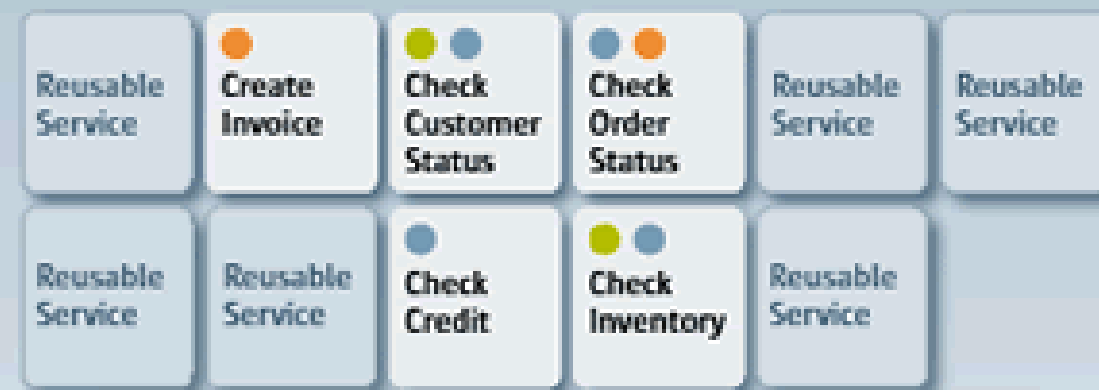 Reusable
Service
Create
Invoice
Check
Customer
Status
Check
Order
Status
Reusable
Service
Reusable
Service
Reusable
Service
Reusable
Service
Check
Credit
Check
Inventory
Reusable
Service